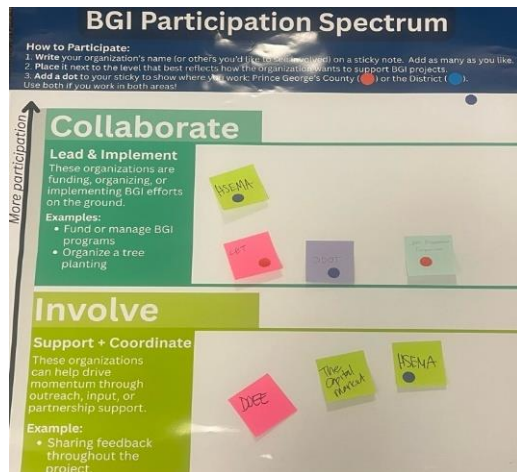 BGI Participation Spectrum
How to Participate:
1. Write your organization's name (or others you'd like to see involved) on a sticky note. Add as many as you like.
2. Place it next to the level that best reflects how the organization wants to support BGI projects.
3. Add a dot to your sticky to show where you work: Prince George's County ( ) or the District ( ).
Use both if you work in both areas!
More participation
Collaborate
Lead & Implement
These organizations are
funding, organizing, or
implementing BGI efforts
on the ground.
Examples:
• Fund or manage BGI
programs
• Organize a tree
planting
HSEMA
Involve
Support + Coordinate
These organizations
can help drive
momentum through
outreach, input, or
partnership support.
Example:
• Sharing feedback
throughout the
project.
DOEE
The
Capital
Market
HSEMA